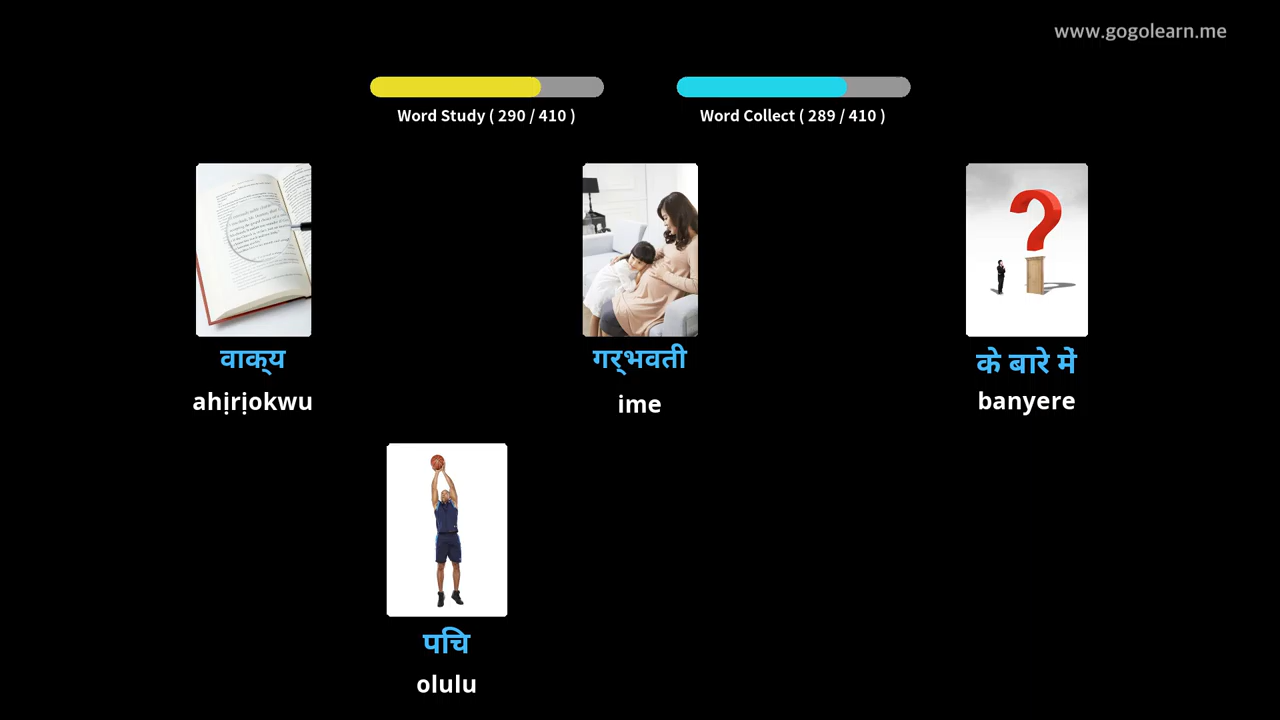 www.gogolearn.me
Word Study ( 290 / 410 )
Word Collect ( 289 / 410 )
वाक्‌य
गर्‌भवती
के बारे में
ahịrịokwu
ime
banyere
पचि
olulu